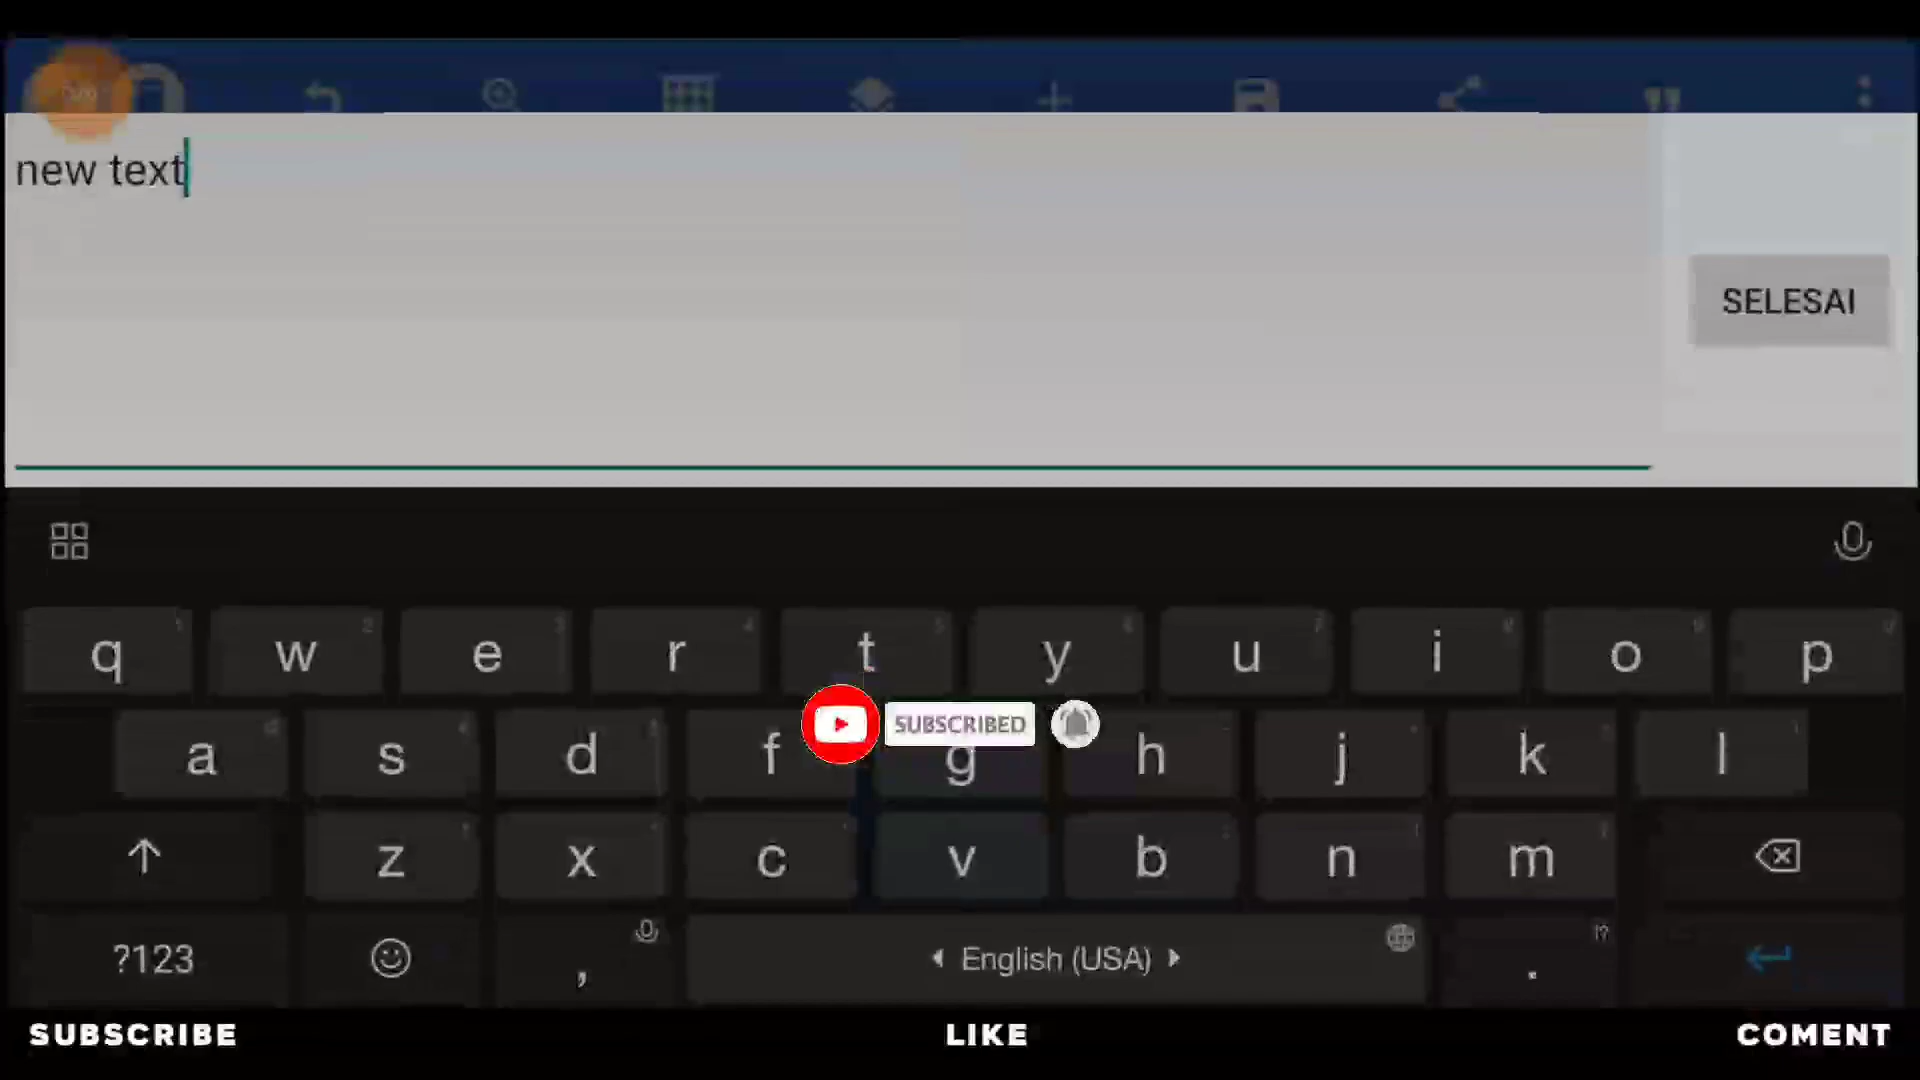 new text
SELESAI
q w e r t y u i o p
SUBSCRIBED
a s d f g h j k l
z x c v b n m
?123 , English (USA) .
SUBSCRIBE LIKE COMENT